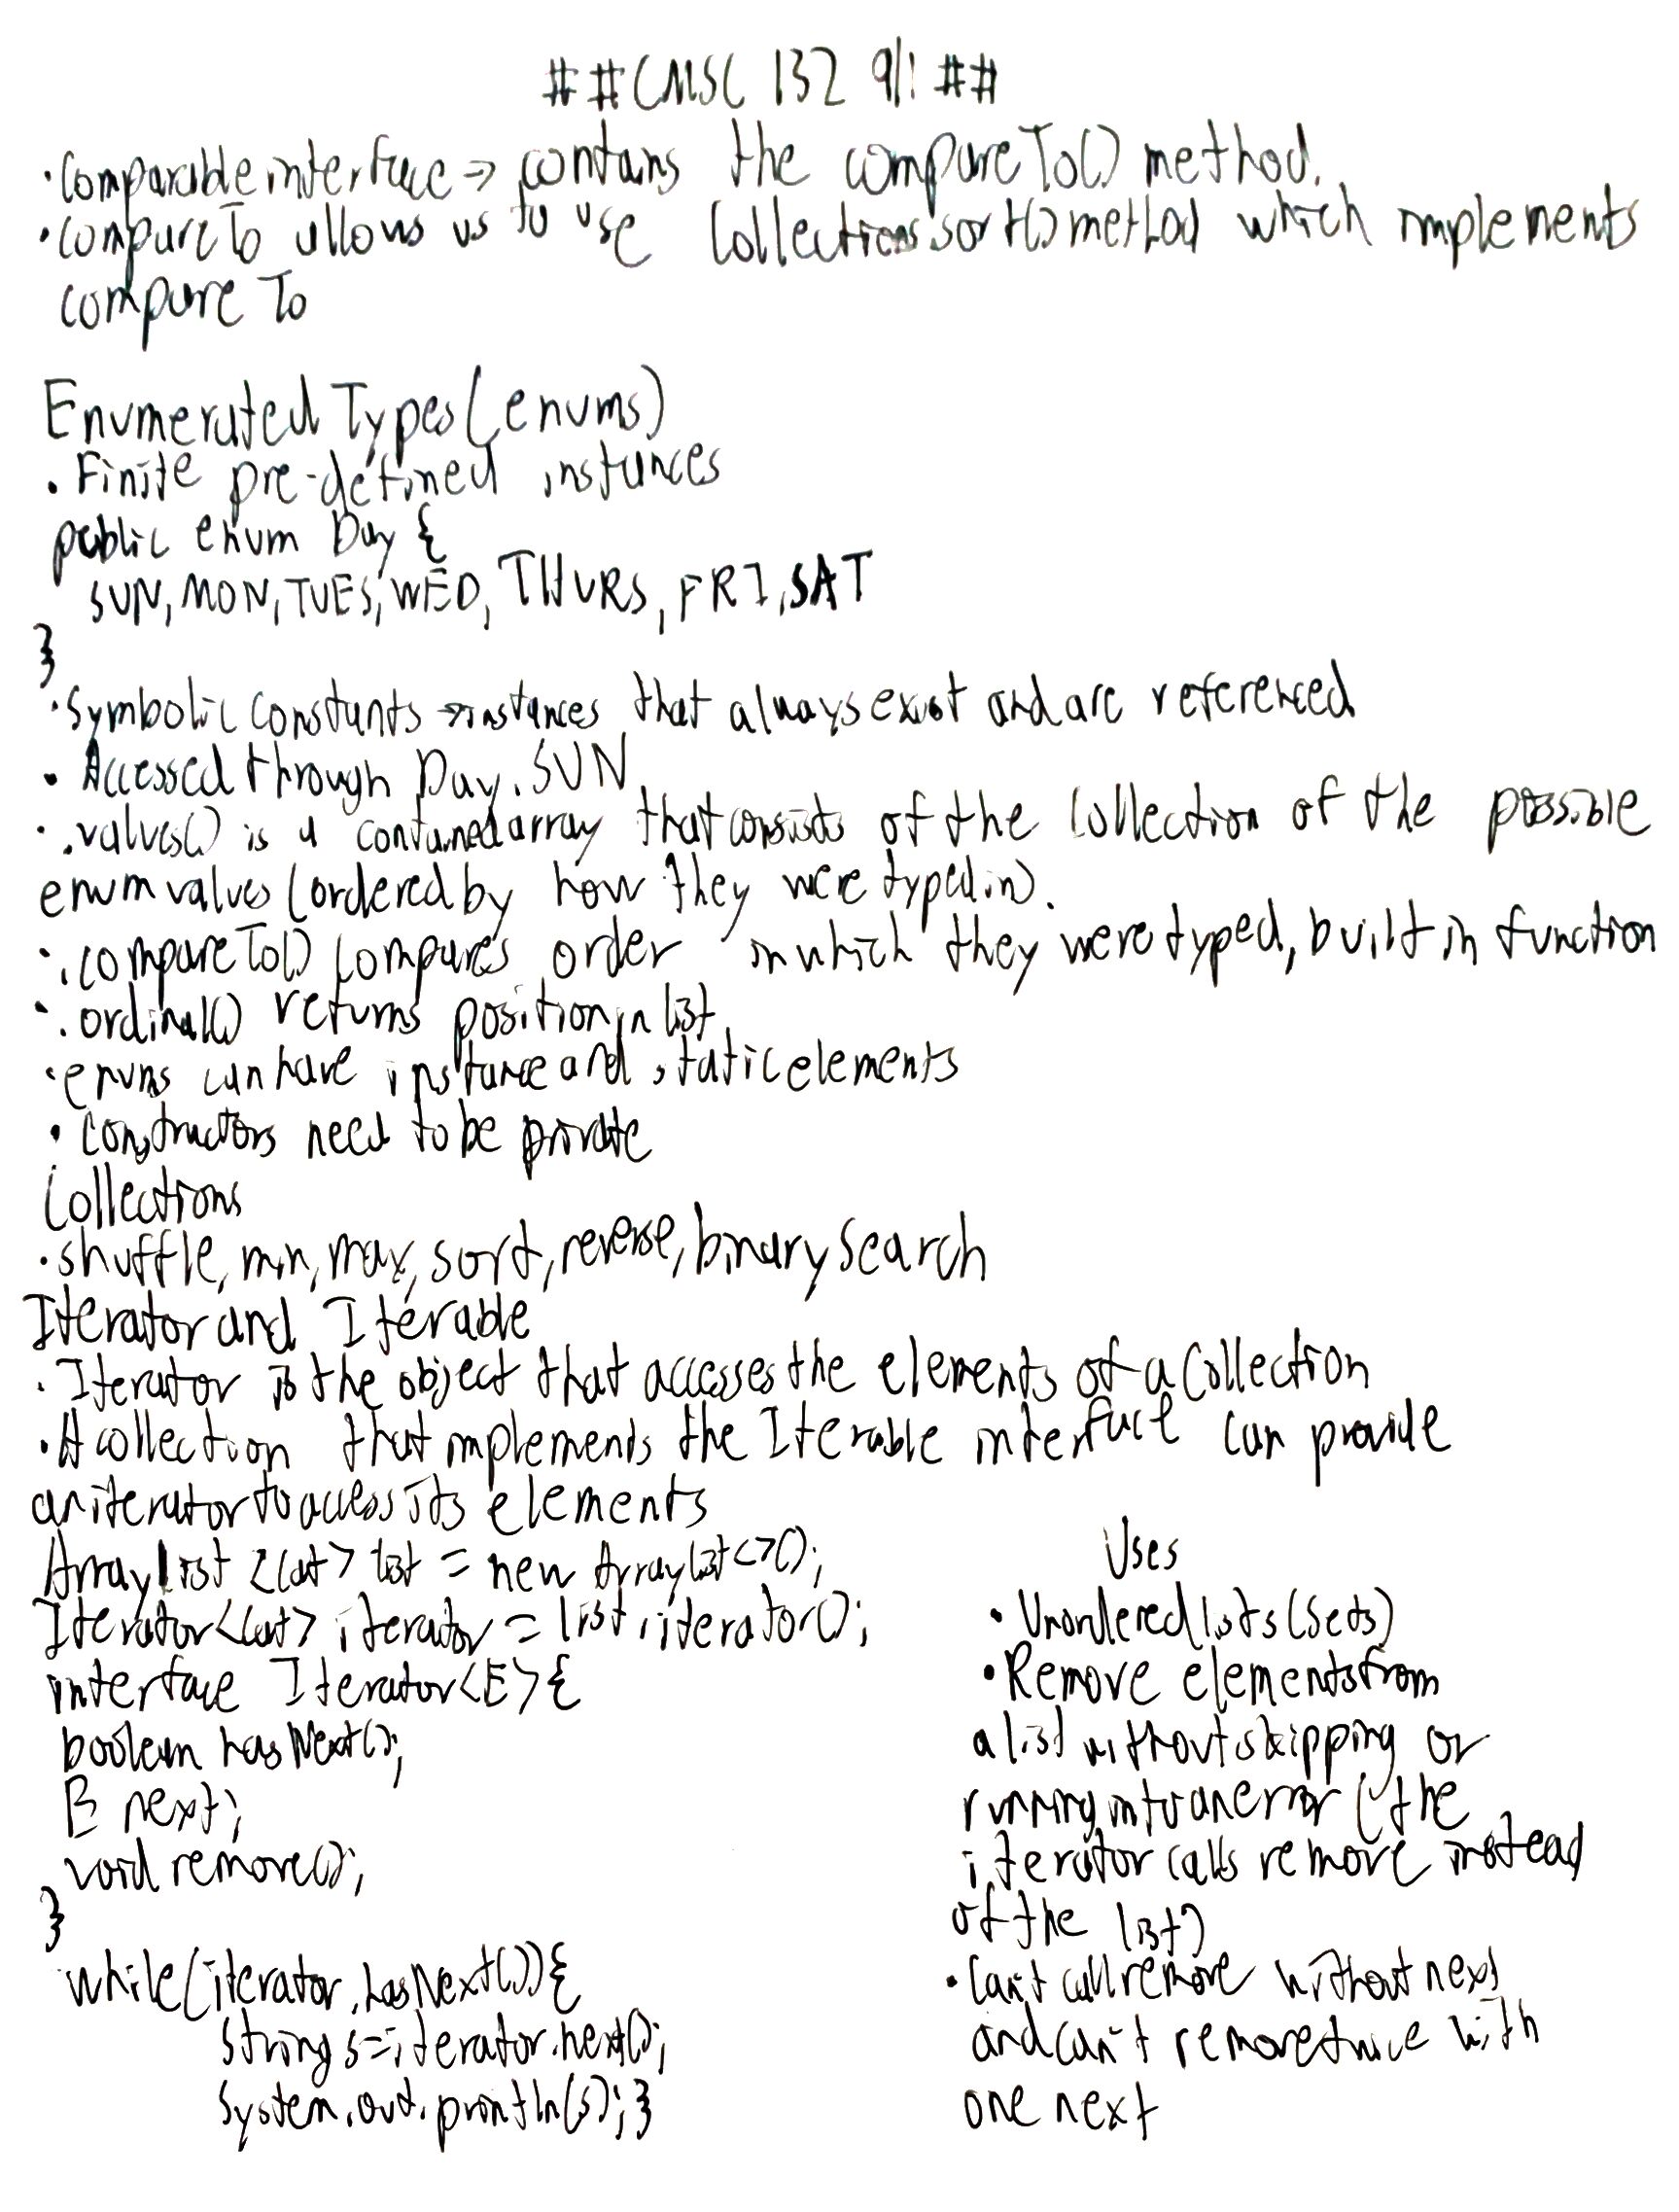 ##CMSC 132 9/1##
·Comparable interface → contains the compareTo() method.
·compareTo allows us to use Collections.sort() method which implements
compareTo
Enumerated Types (enums)
·Finite pre-defined instances
public enum Day {
SUN, MON, TUES, WED, THURS, FRI, SAT
}
·Symbolic constants → instances that always exist and are referenced
·Accessed through Day.SUN
·.values() is a contained array that consists of the collection of the possible
enum values (ordered by how they were typed in).
·.compareTo() compares order in which they were typed, built in function
·.ordinal() returns position in list
·enums can have instance and static elements
·constructors need to be private
Collections
·shuffle, min, max, sort, reverse, binary search
Iterator and Iterable
·Iterator is the object that accesses the elements of a collection
·A collection that implements the Iterable interface can provide
an iterator to access its elements
ArrayList <Cat> list = new ArrayList<>();
Iterator<Cat> iterator = list.iterator();
interface Iterator<E> {
boolean hasNext();
E next;
void remove();
}
while(iterator.hasNext()){
String s=iterator.next();
System.out.println(s);}
Uses
·Unordered lists (Sets)
·Remove elements from
a list without skipping or
running into an error (the
iterator calls remove instead
of the list)
·Can't call remove without next
and can't remove twice with
one next